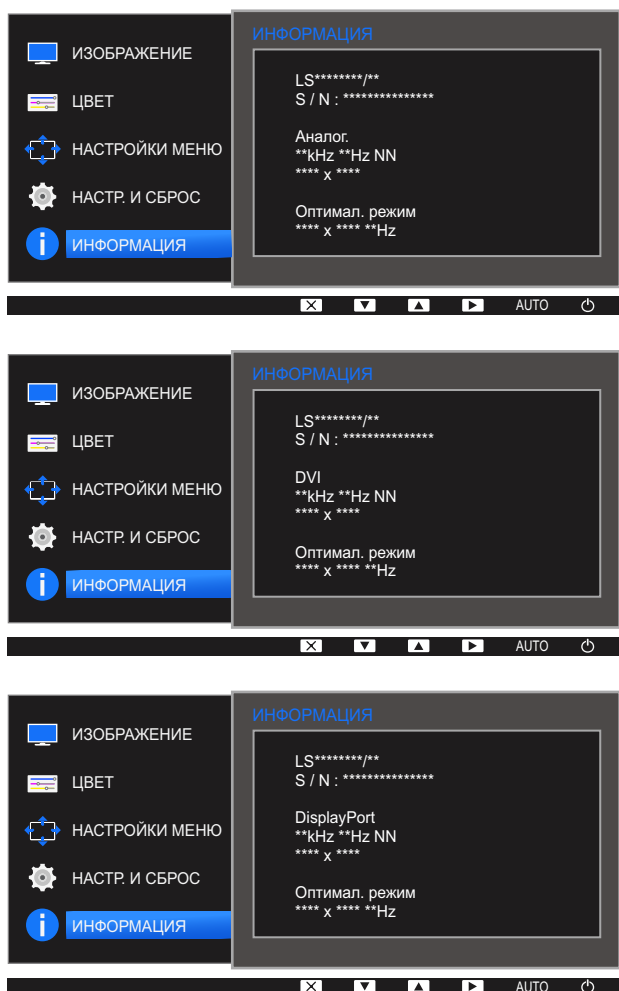 ИНФОРМАЦИЯ
ИЗОБРАЖЕНИЕ
ЦВЕТ
НАСТРОЙКИ МЕНЮ
НАСТР. И СБРОС
ИНФОРМАЦИЯ
LS********/**
S / N : ***************
Аналог.
**kHz **Hz NN
**** x ****
Оптимал. режим
**** x **** **Hz
AUTO
ИНФОРМАЦИЯ
ИЗОБРАЖЕНИЕ
ЦВЕТ
НАСТРОЙКИ МЕНЮ
НАСТР. И СБРОС
ИНФОРМАЦИЯ
LS********/**
S / N : ***************
DVI
**kHz **Hz NN
**** x ****
Оптимал. режим
**** x **** **Hz
AUTO
ИНФОРМАЦИЯ
ИЗОБРАЖЕНИЕ
ЦВЕТ
НАСТРОЙКИ МЕНЮ
НАСТР. И СБРОС
ИНФОРМАЦИЯ
LS********/**
S / N : ***************
DisplayPort
**kHz **Hz NN
**** x ****
Оптимал. режим
**** x **** **Hz
AUTO